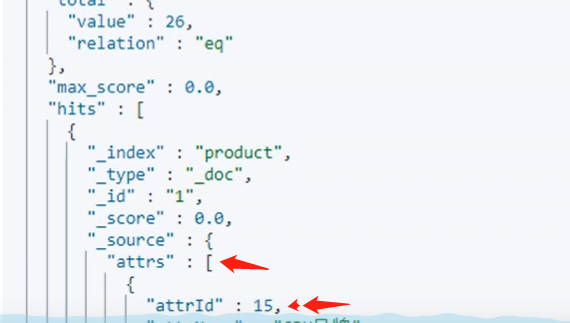 "total" : {
"value" : 26,
"relation" : "eq"
},
"max_score" : 0.0,
"hits" : [
{
"_index" : "product",
"_type" : "_doc",
"_id" : "1",
"_score" : 0.0,
"_source" : {
"attrs" : [
{
"attrId" : 15,